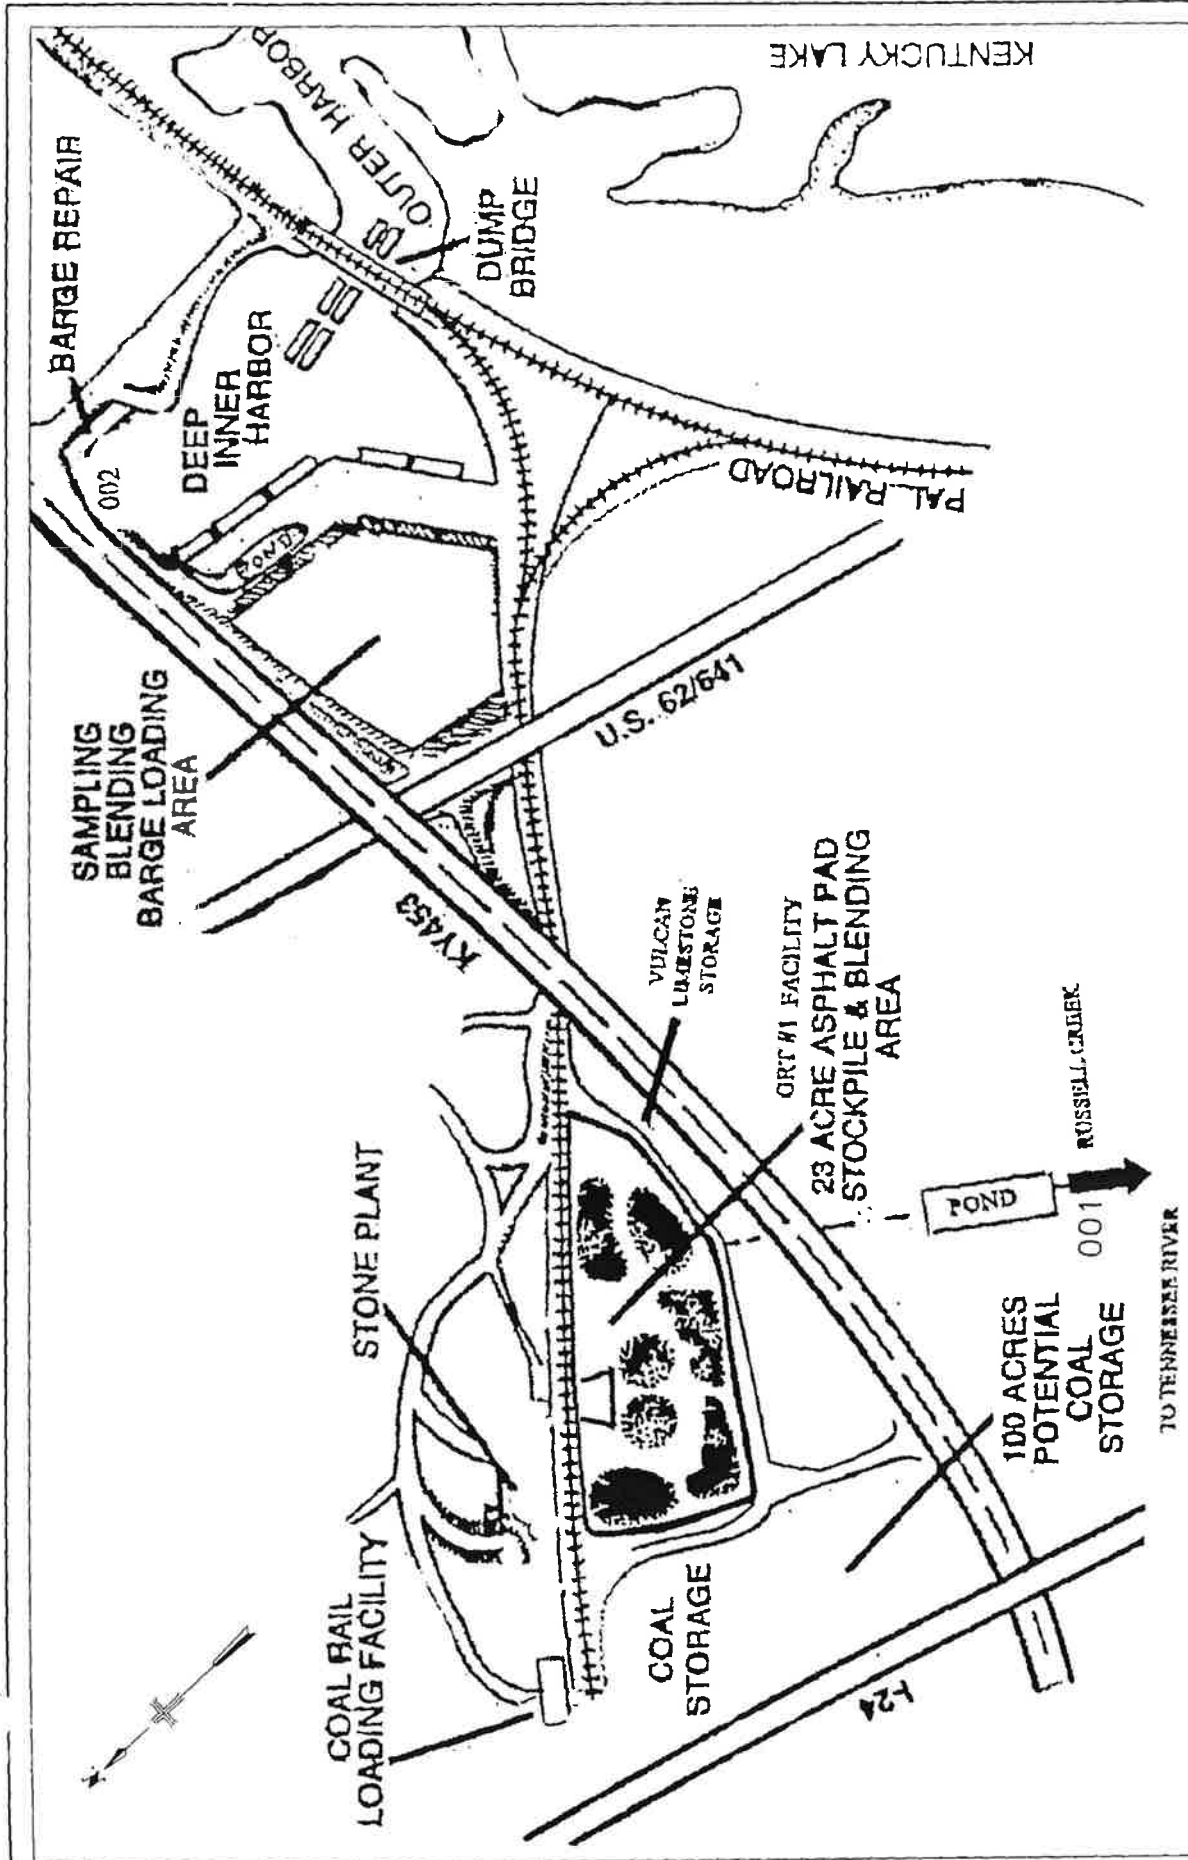 KENTUCKY LAKE
OUTER HARBOR
BARGE REPAIR
DUMP
BRIDGE
DEEP
INNER
HARBOR
002
POND
PAL RAILROAD
SAMPLING
BLENDING
BARGE LOADING
AREA
U.S. 62/641
KY453
VULCAN
LIMESTONE
STORAGE
GRT #1 FACILITY
23 ACRE ASPHALT PAD
STOCKPILE & BLENDING
AREA
STONE PLANT
RUSSELL CREEK
POND
001
TO TENNESSEE RIVER
100 ACRES
POTENTIAL
COAL
STORAGE
COAL RAIL
LOADING FACILITY
COAL
STORAGE
I-24